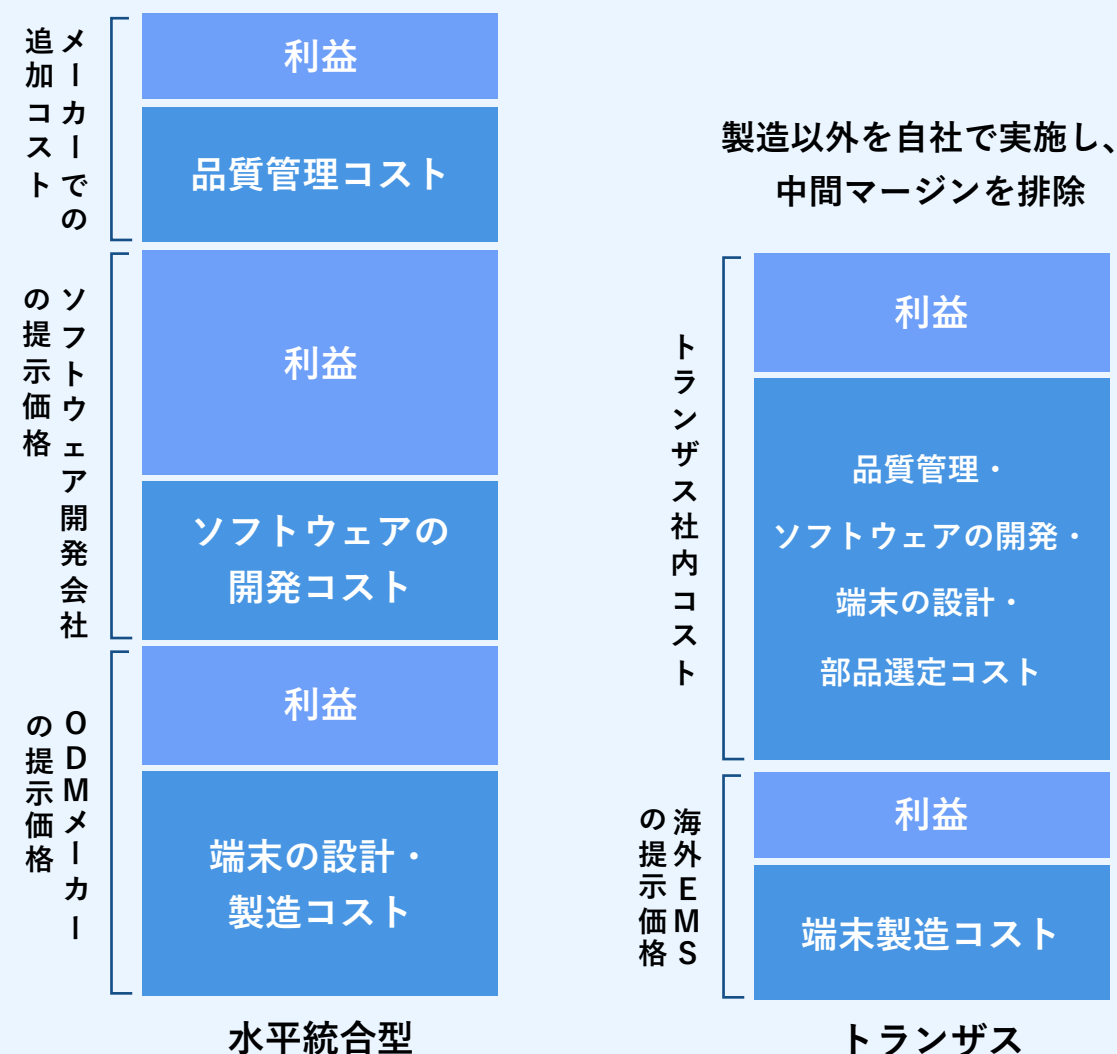 メーカーでの
追加コスト
利益
品質管理コスト
ソフトウェア開発会社
の提示価格
利益
ソフトウェアの
開発コスト
ODMメーカー
の提示価格
利益
端末の設計・
製造コスト
水平統合型
製造以外を自社で実施し、
中間マージンを排除
トランザス社内コスト
利益
品質管理・
ソフトウェアの開発・
端末の設計・
部品選定コスト
海外EMS
の提示価格
利益
端末製造コスト
トランザス